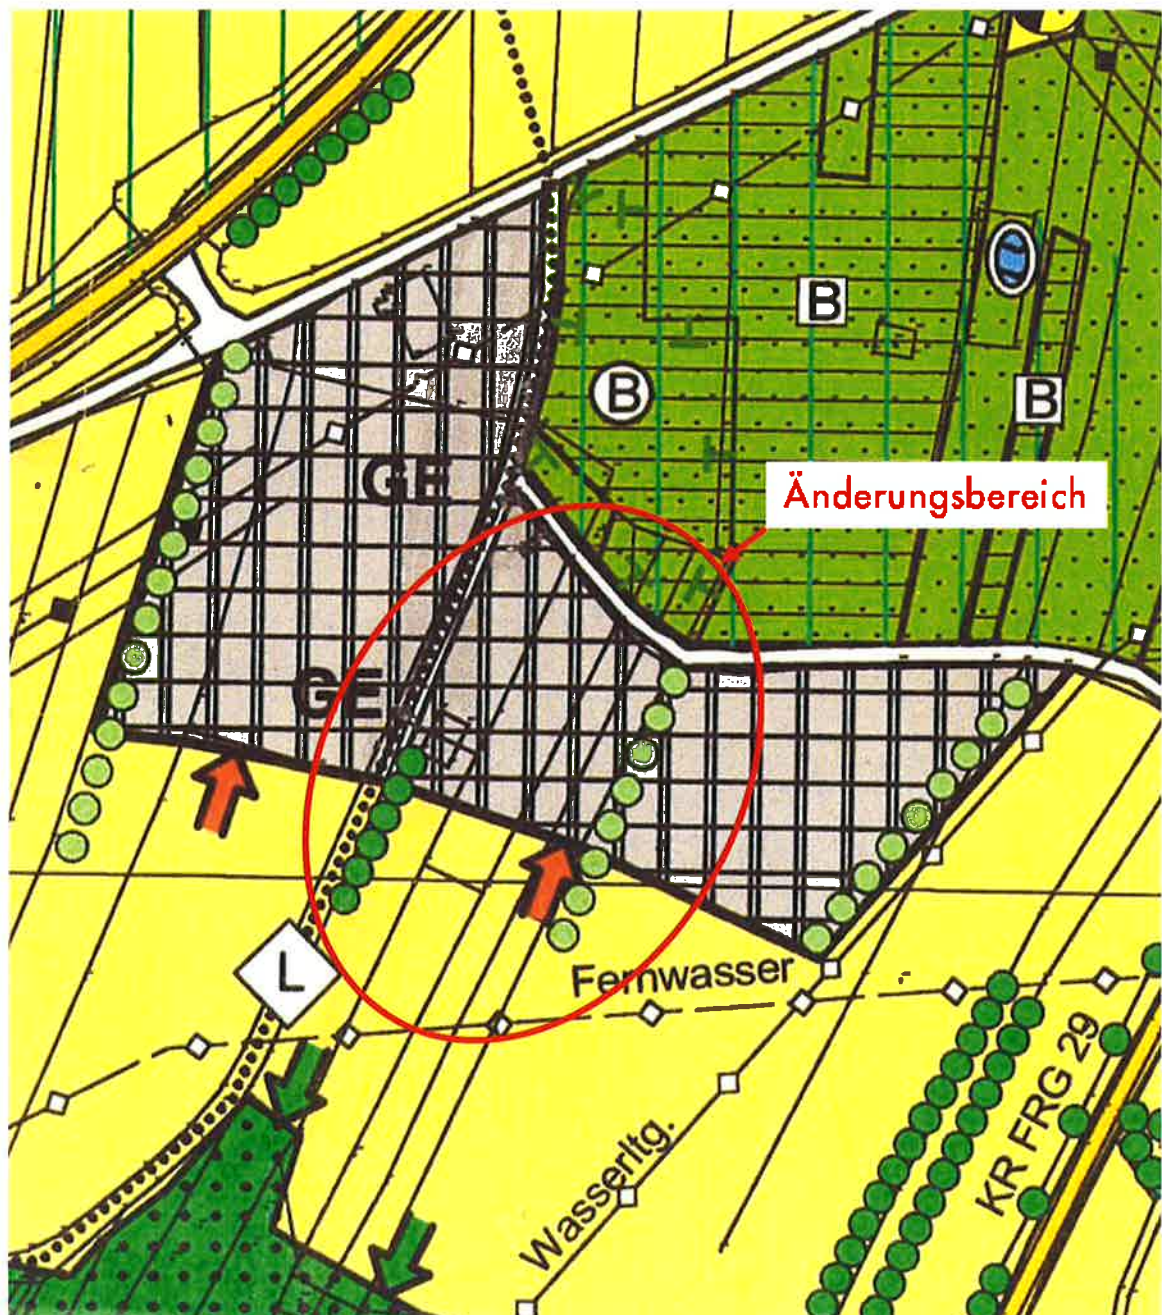 B
B
B
GE
Änderungsbereich
GE
L
Fernwasser
KR FRG 29
Wasserltg.